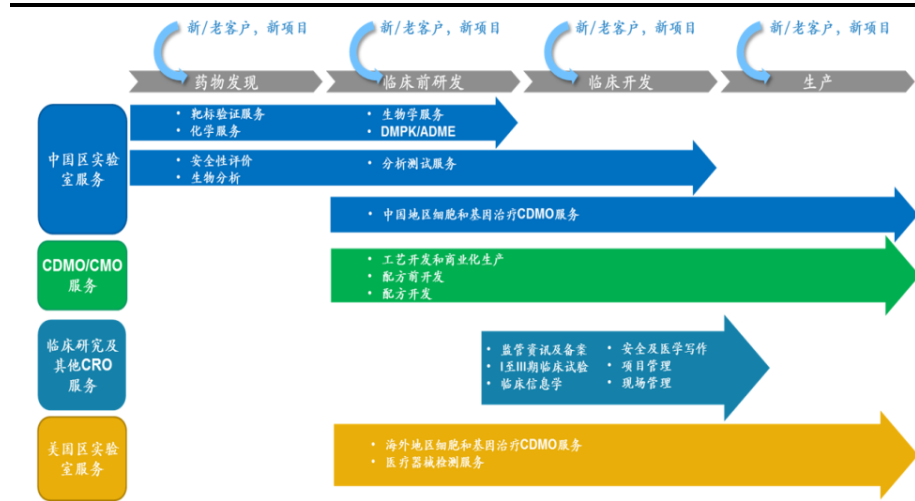 新/老客户，新项目
新/老客户，新项目
新/老客户，新项目
新/老客户，新项目
药物发现
临床前研发
临床开发
生产
中国区实验
室服务
• 靶标验证服务
• 化学服务
• 生物学服务
• DMPK/ADME
• 安全性评价
• 生物分析
• 分析测试服务
• 中国地区细胞和基因治疗CDMO服务
CDMO/CMO
服务
• 工艺开发和商业化生产
• 配方前开发
• 配方开发
临床研究及
其他CRO
服务
• 监管资讯及备案
• I至III期临床试验
• 临床信息学
• 安全及医学写作
• 项目管理
• 现场管理
美国区实验
室服务
• 海外地区细胞和基因治疗CDMO服务
• 医疗器械检测服务